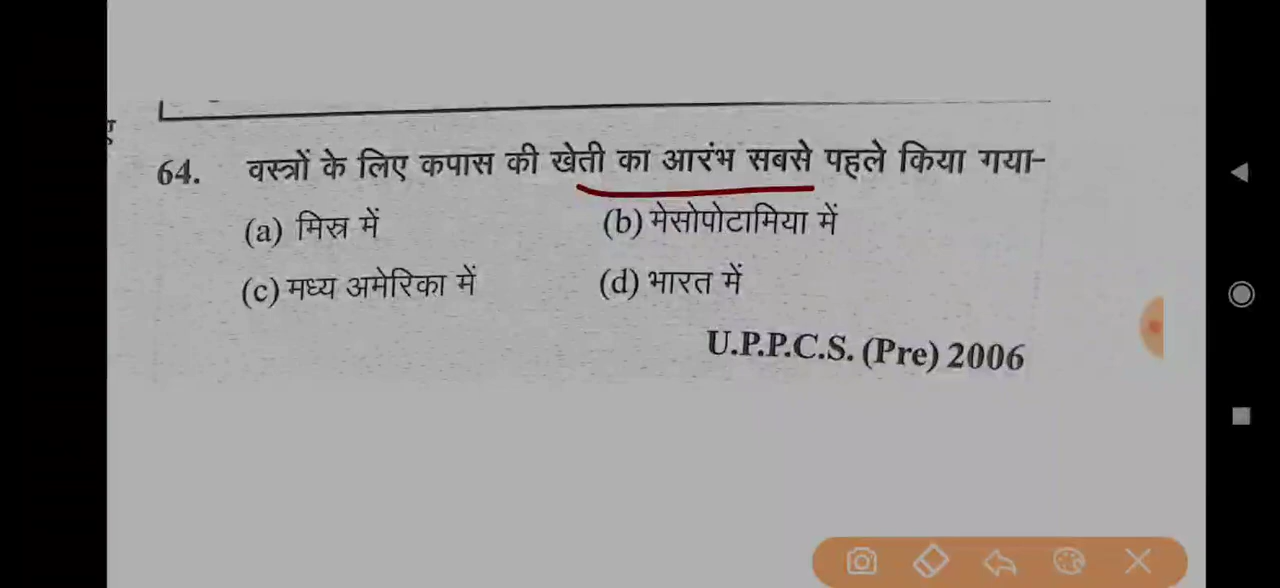 64. वस्त्रों के लिए कपास की खेती का आरंभ सबसे पहले किया गया-
(a) मिस्र में (b) मेसोपोटामिया में
(c) मध्य अमेरिका में (d) भारत में
U.P.P.C.S. (Pre) 2006